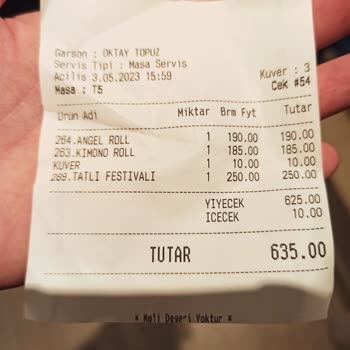 Garson : OKTAY TOPUZ
Servis Tipi : Masa Servis
Acilis 3.05.2023 15:59
Kuver : 3
Masa : T5
Cek #54
Urun Adi Miktar Brm Fyt Tutar
264.ANGEL ROLL 1 190.00 190.00
263.KIMONO ROLL 1 185.00 185.00
KUVER 1 10.00 10.00
288.TATLI FESTIVALI 1 250.00 250.00
YIYECEK 625.00
ICECEK 10.00
TUTAR 635.00
* Mali Degeri Yoktur *